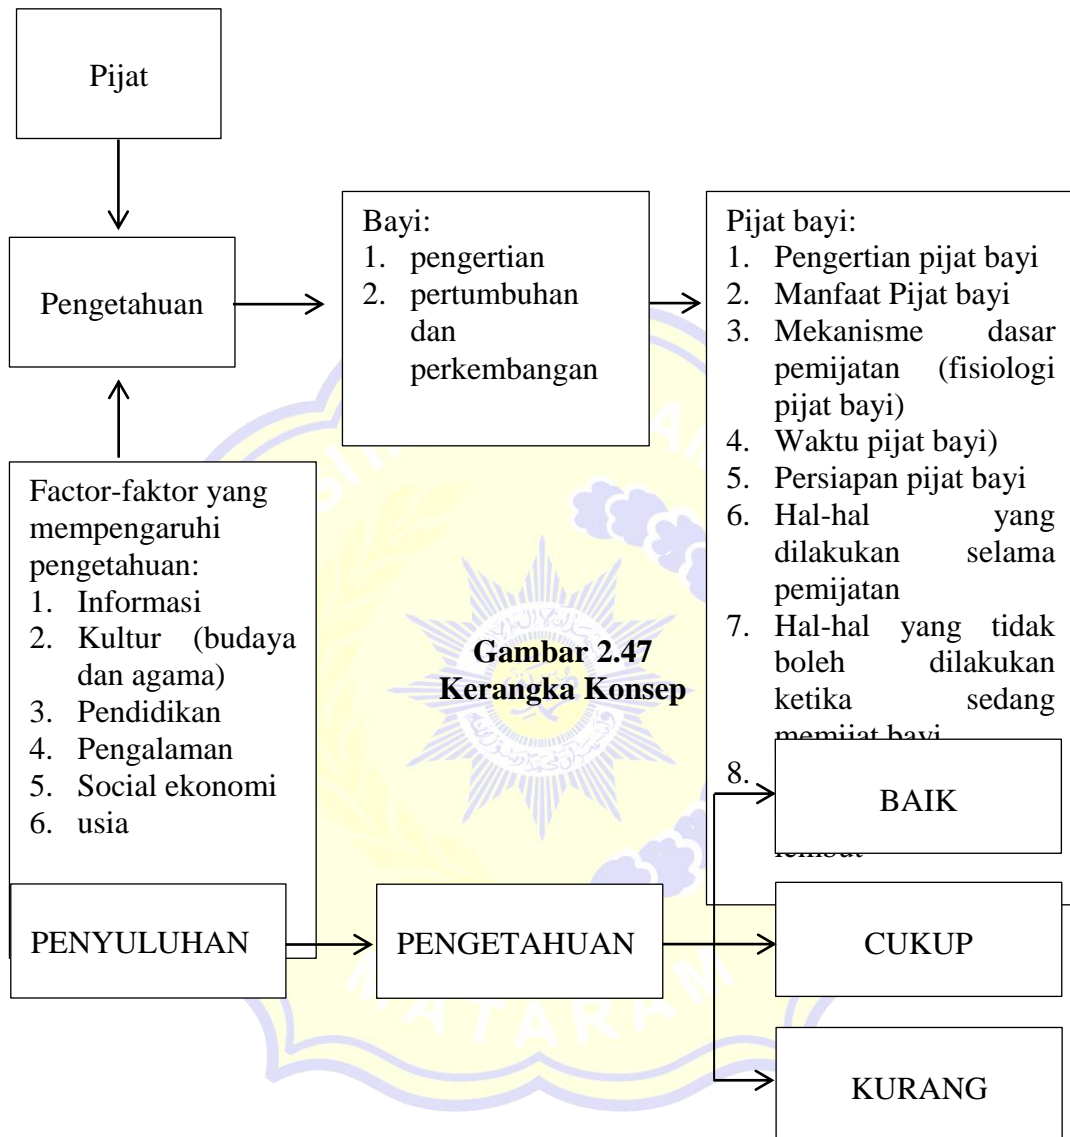 Pijat
Pengetahuan
Bayi:
1. pengertian
2. pertumbuhan
dan
perkembangan
Pijat bayi:
1. Pengertian pijat bayi
2. Manfaat Pijat bayi
3. Mekanisme dasar
pemijatan (fisiologi
pijat bayi)
4. Waktu pijat bayi)
5. Persiapan pijat bayi
6. Hal-hal yang
dilakukan selama
pemijatan
7. Hal-hal yang tidak
boleh dilakukan
ketika sedang
memijat bayi
8.
Factor-faktor yang
mempengaruhi
pengetahuan:
1. Informasi
2. Kultur (budaya
dan agama)
3. Pendidikan
4. Pengalaman
5. Social ekonomi
6. usia
Gambar 2.47
Kerangka Konsep
PENYULUHAN
PENGETAHUAN
BAIK
CUKUP
KURANG
MATARAM